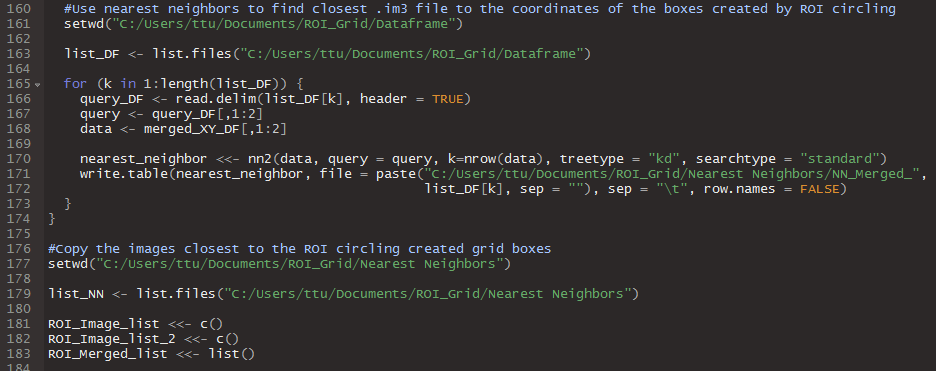 160 #Use nearest neighbors to find closest .im3 file to the coordinates of the boxes created by ROI circling
161 setwd("C:/Users/ttu/Documents/ROI_Grid/Dataframe")
162
163 list_DF <- list.files("C:/Users/ttu/Documents/ROI_Grid/Dataframe")
164
165 for (k in 1:length(list_DF)) {
166 query_DF <- read.delim(list_DF[k], header = TRUE)
167 query <- query_DF[,1:2]
168 data <- merged_XY_DF[,1:2]
169
170 nearest_neighbor <<- nn2(data, query = query, k=nrow(data), treetype = "kd", searchtype = "standard")
171 write.table(nearest_neighbor, file = paste("C:/Users/ttu/Documents/ROI_Grid/Nearest Neighbors/NN_Merged_",
172 list_DF[k], sep = ""), sep = "\t", row.names = FALSE)
173 }
174 }
175
176 #Copy the images closest to the ROI circling created grid boxes
177 setwd("C:/Users/ttu/Documents/ROI_Grid/Nearest Neighbors")
178
179 list_NN <- list.files("C:/Users/ttu/Documents/ROI_Grid/Nearest Neighbors")
180
181 ROI_Image_list <<- c()
182 ROI_Image_list_2 <<- c()
183 ROI_Merged_list <<- list()
184